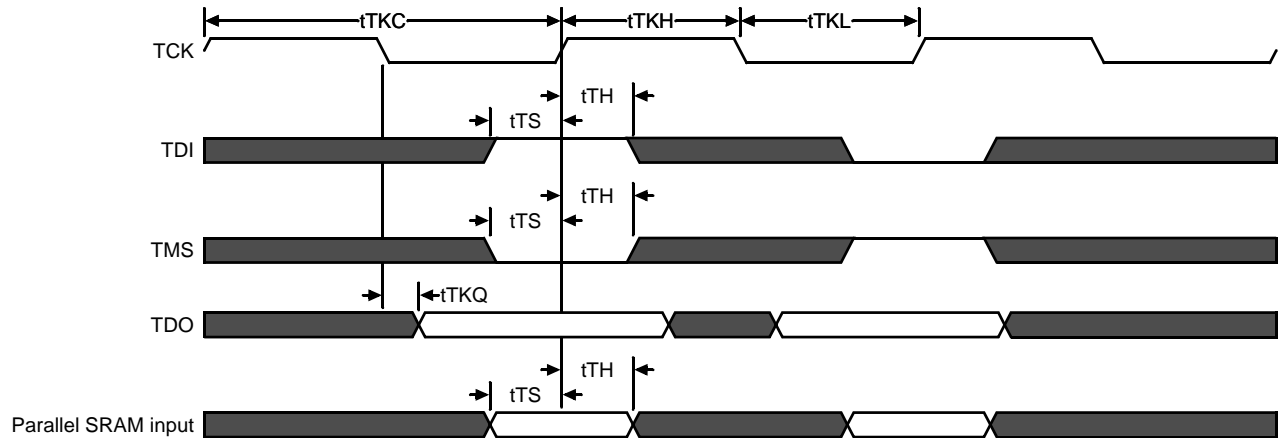 tTKC tTKH tTKL
TCK
tTH
tTS
TDI
tTH
tTS
TMS
tTKQ
TDO
tTH
tTS
Parallel SRAM input